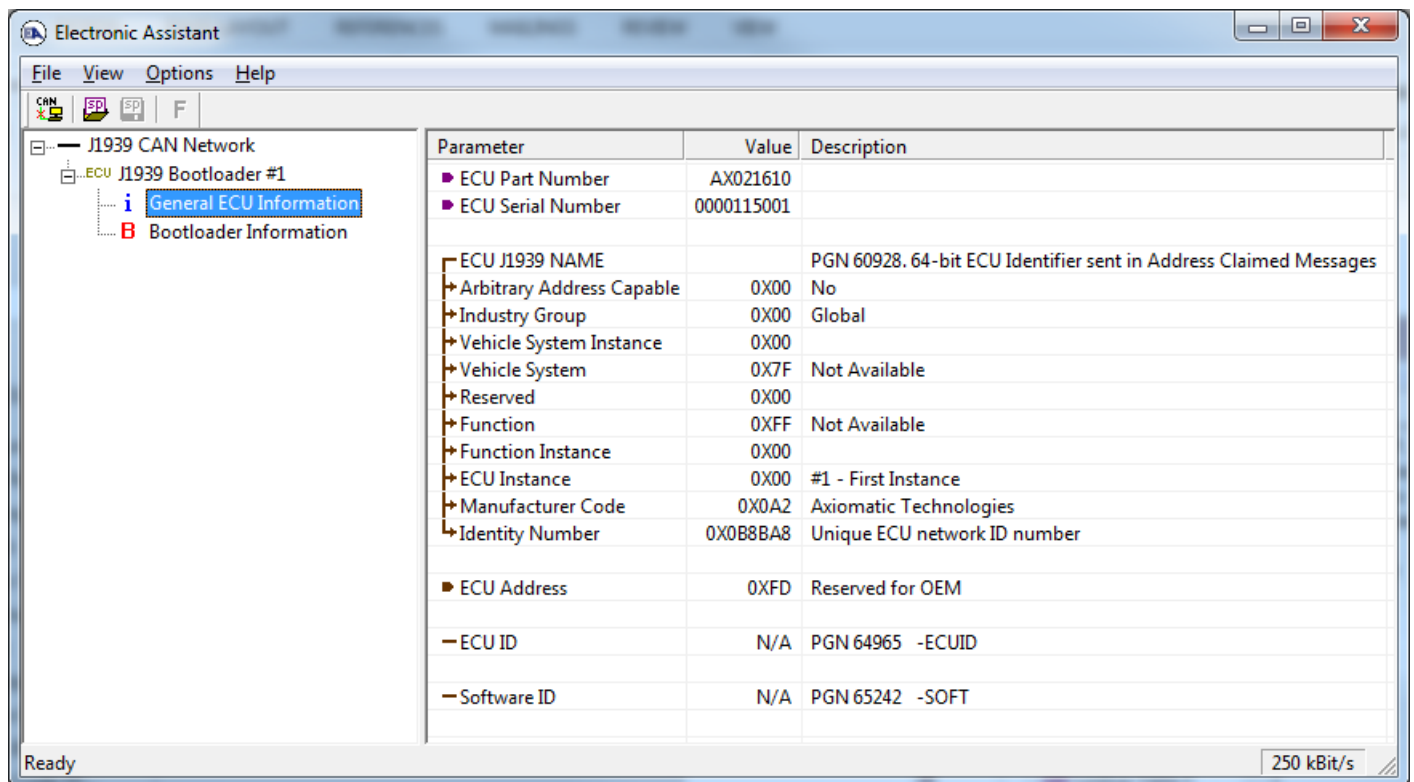 Electronic Assistant
File View Options Help
CAN SP SP F
J1939 CAN Network
ECU J1939 Bootloader #1
i General ECU Information
B Bootloader Information
Parameter Value Description
ECU Part Number AX021610
ECU Serial Number 0000115001
ECU J1939 NAME PGN 60928. 64-bit ECU Identifier sent in Address Claimed Messages
Arbitrary Address Capable 0X00 No
Industry Group 0X00 Global
Vehicle System Instance 0X00
Vehicle System 0X7F Not Available
Reserved 0X00
Function 0XFF Not Available
Function Instance 0X00
ECU Instance 0X00 #1 - First Instance
Manufacturer Code 0X0A2 Axiomatic Technologies
Identity Number 0X0B8BA8 Unique ECU network ID number
ECU Address 0XFD Reserved for OEM
ECU ID N/A PGN 64965 -ECUID
Software ID N/A PGN 65242 -SOFT
Ready 250 kBit/s